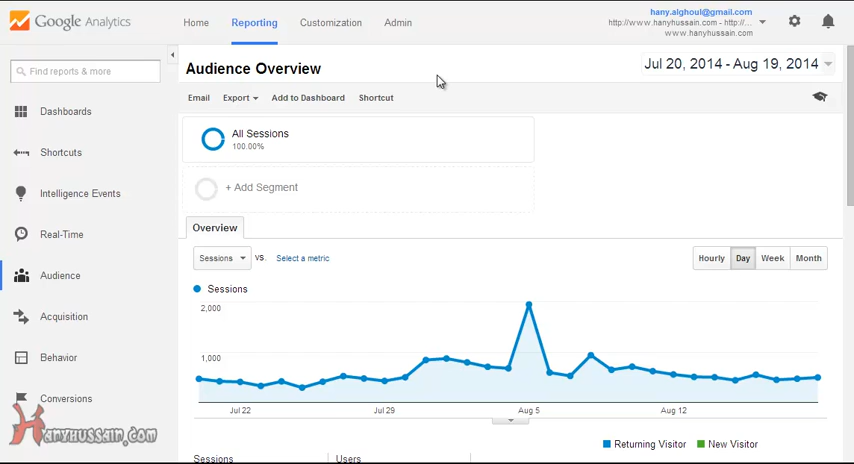 Google Analytics
Home
Reporting
Customization
Admin
hany.alghoul@gmail.com
http://www.hanyhussain.com - http://...
www.hanyhussain.com
Find reports & more
Dashboards
Shortcuts
Intelligence Events
Real-Time
Audience
Acquisition
Behavior
Conversions
HANYHUSSAIN.COM
Audience Overview
Jul 20, 2014 - Aug 19, 2014
Email
Export
Add to Dashboard
Shortcut
All Sessions
100.00%
+ Add Segment
Overview
Sessions
VS.
Select a metric
Hourly
Day
Week
Month
Sessions
2,000
1,000
Jul 22
Jul 29
Aug 5
Aug 12
Returning Visitor
New Visitor
Sessions
Users